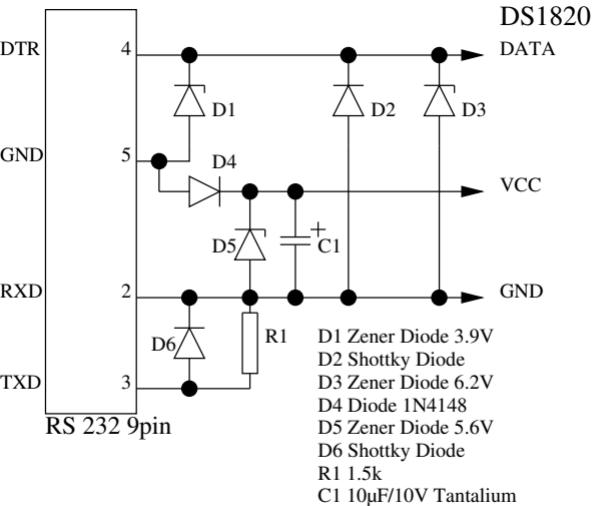 DS1820
DTR 4 DATA
D1 D2 D3
GND 5 D4
VCC
D5 + C1
RXD 2 GND
D6 R1
TXD 3
RS 232 9pin
D1 Zener Diode 3.9V
D2 Shottky Diode
D3 Zener Diode 6.2V
D4 Diode 1N4148
D5 Zener Diode 5.6V
D6 Shottky Diode
R1 1.5k
C1 10µF/10V Tantalium